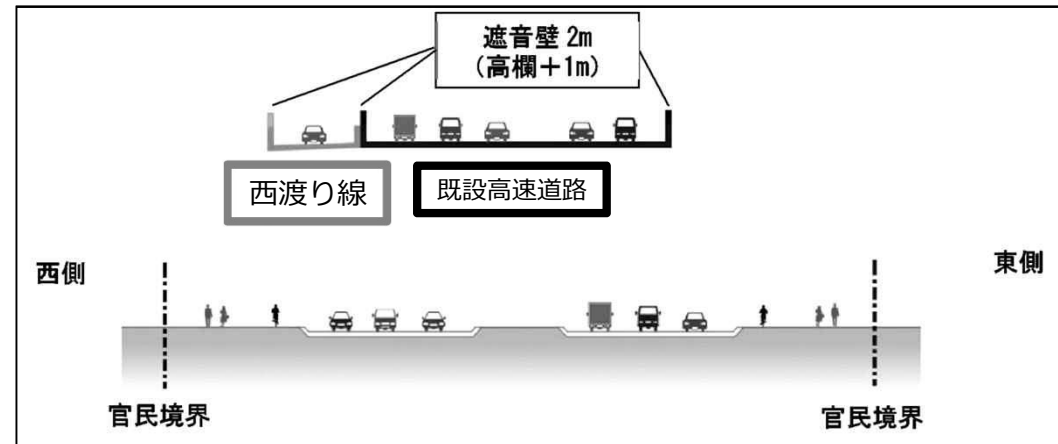 遮音壁 2m
(高欄＋1m)
西渡り線
既設高速道路
西側
東側
官民境界
官民境界